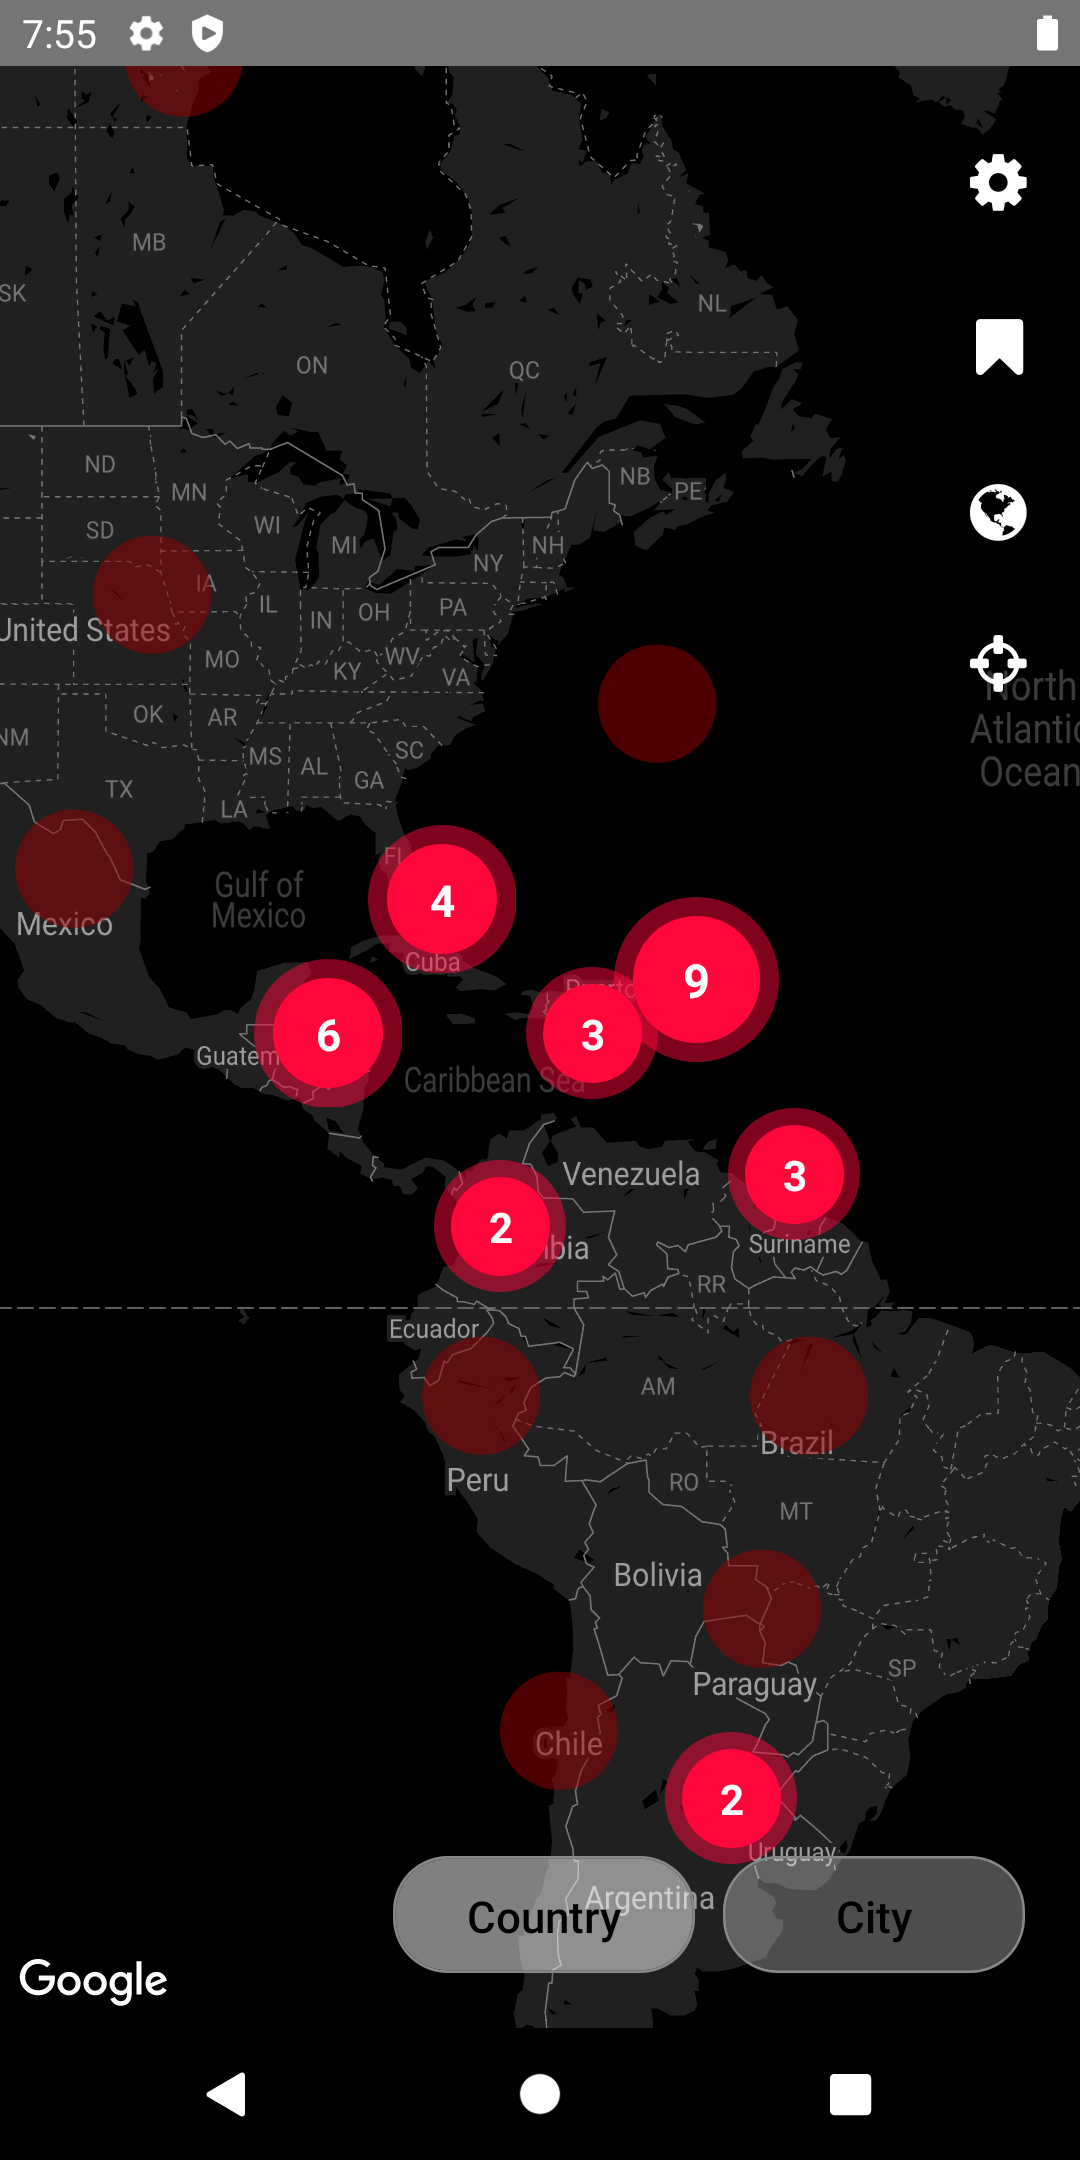 7:55
MB
SK
NL
ON
QC
ND
MN
NB
PE
SD
WI
MI
NH
NY
IA
IL
IN
OH
PA
United States
MO
KY
WV
VA
North
Atlantic
Ocean
OK
AR
NM
MS
AL
SC
GA
TX
LA
FL
Gulf of
Mexico
4
Mexico
Cuba
9
Puerto
6
3
Guatem
Caribbean Sea
Venezuela
3
2
bia
Suriname
RR
Ecuador
AM
Brazil
Peru
RO
MT
Bolivia
SP
Paraguay
Chile
2
Uruguay
Argentina
Country
City
Google